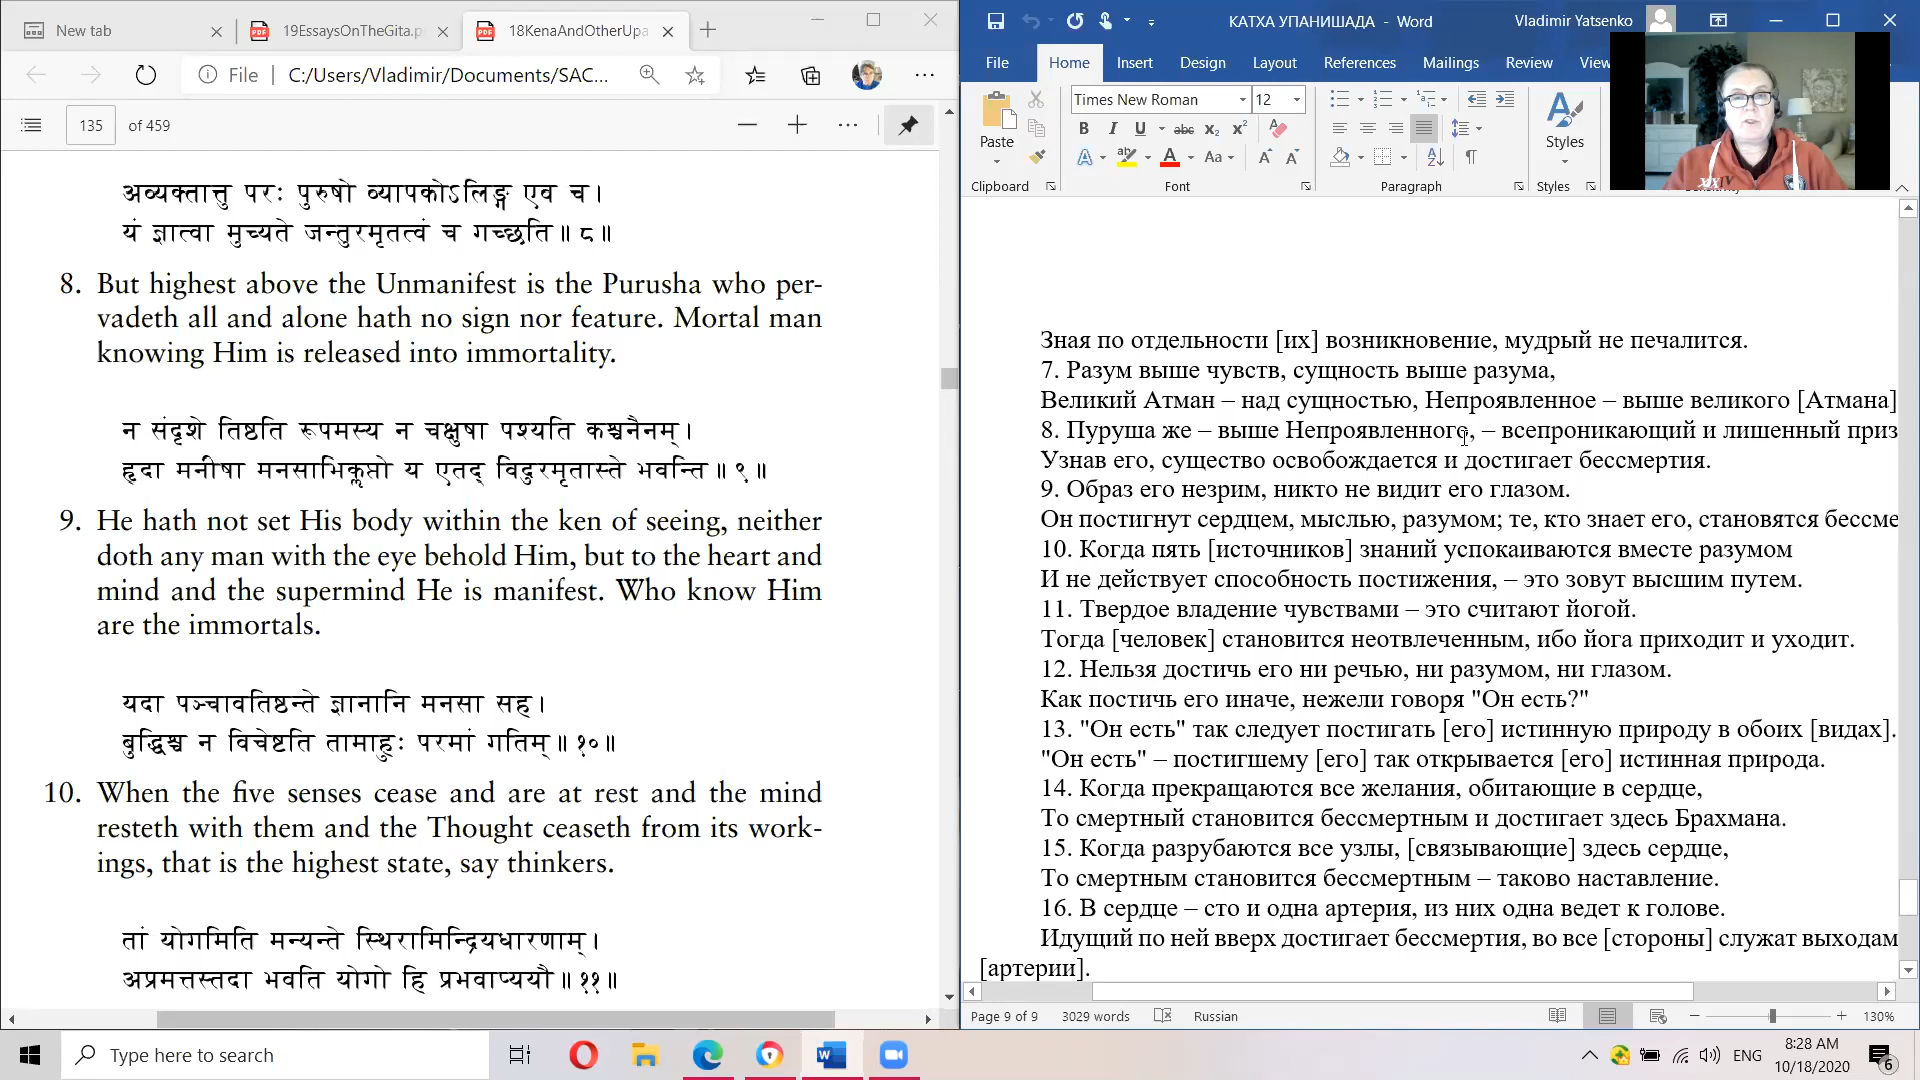 New tab
19EssaysOnTheGita.p
18KenaAndOtherUpa
File
C:/Users/Vladimir/Documents/SAC...
135 of 459
अव्यक्तात्तु परः पुरुषो व्यापकोऽलिङ्ग एव च।
यं ज्ञात्वा मुच्यते जन्तुरमृतत्वं च गच्छति॥ ८॥
8. But highest above the Unmanifest is the Purusha who per-
vadeth all and alone hath no sign nor feature. Mortal man
knowing Him is released into immortality.
न संदृशे तिष्ठति रूपमस्य न चक्षुषा पश्यति कश्चनैनम्।
हृदा मनीषा मनसाभिकॢप्तो य एतद् विदुरमृतास्ते भवन्ति॥ ९॥
9. He hath not set His body within the ken of seeing, neither
doth any man with the eye behold Him, but to the heart and
mind and the supermind He is manifest. Who know Him
are the immortals.
यदा पञ्चावतिष्ठन्ते ज्ञानानि मनसा सह।
बुद्धिश्च न विचेष्टति तामाहुः परमां गतिम्॥ १०॥
10. When the five senses cease and are at rest and the mind
resteth with them and the Thought ceaseth from its work-
ings, that is the highest state, say thinkers.
तां योगमिति मन्यन्ते स्थिरामिन्द्रियधारणाम्।
अप्रमत्तस्तदा भवति योगो हि प्रभवाप्ययौ॥ ११॥
КАТХА УПАНИШАДА - Word
Vladimir Yatsenko
File Home Insert Design Layout References Mailings Review View
Times New Roman 12
Paste
Styles
Clipboard Font Paragraph Styles
Зная по отдельности [их] возникновение, мудрый не печалится.
7. Разум выше чувств, сущность выше разума,
Великий Атман – над сущностью, Непроявленное – выше великого [Атмана]
8. Пуруша же – выше Непроявленного, – всепроникающий и лишенный приз
Узнав его, существо освобождается и достигает бессмертия.
9. Образ его незрим, никто не видит его глазом.
Он постигнут сердцем, мыслью, разумом; те, кто знает его, становятся бессме
10. Когда пять [источников] знаний успокаиваются вместе разумом
И не действует способность постижения, – это зовут высшим путем.
11. Твердое владение чувствами – это считают йогой.
Тогда [человек] становится неотвлеченным, ибо йога приходит и уходит.
12. Нельзя достичь его ни речью, ни разумом, ни глазом.
Как постичь его иначе, нежели говоря "Он есть?"
13. "Он есть" так следует постигать [его] истинную природу в обоих [видах].
"Он есть" – постигшему [его] так открывается [его] истинная природа.
14. Когда прекращаются все желания, обитающие в сердце,
То смертный становится бессмертным и достигает здесь Брахмана.
15. Когда разрубаются все узлы, [связывающие] здесь сердце,
То смертным становится бессмертным – таково наставление.
16. В сердце – сто и одна артерия, из них одна ведет к голове.
Идущий по ней вверх достигает бессмертия, во все [стороны] служат выходам
[артерии].
Page 9 of 9 3029 words Russian 130%
Type here to search
ENG
8:28 AM
10/18/2020
6